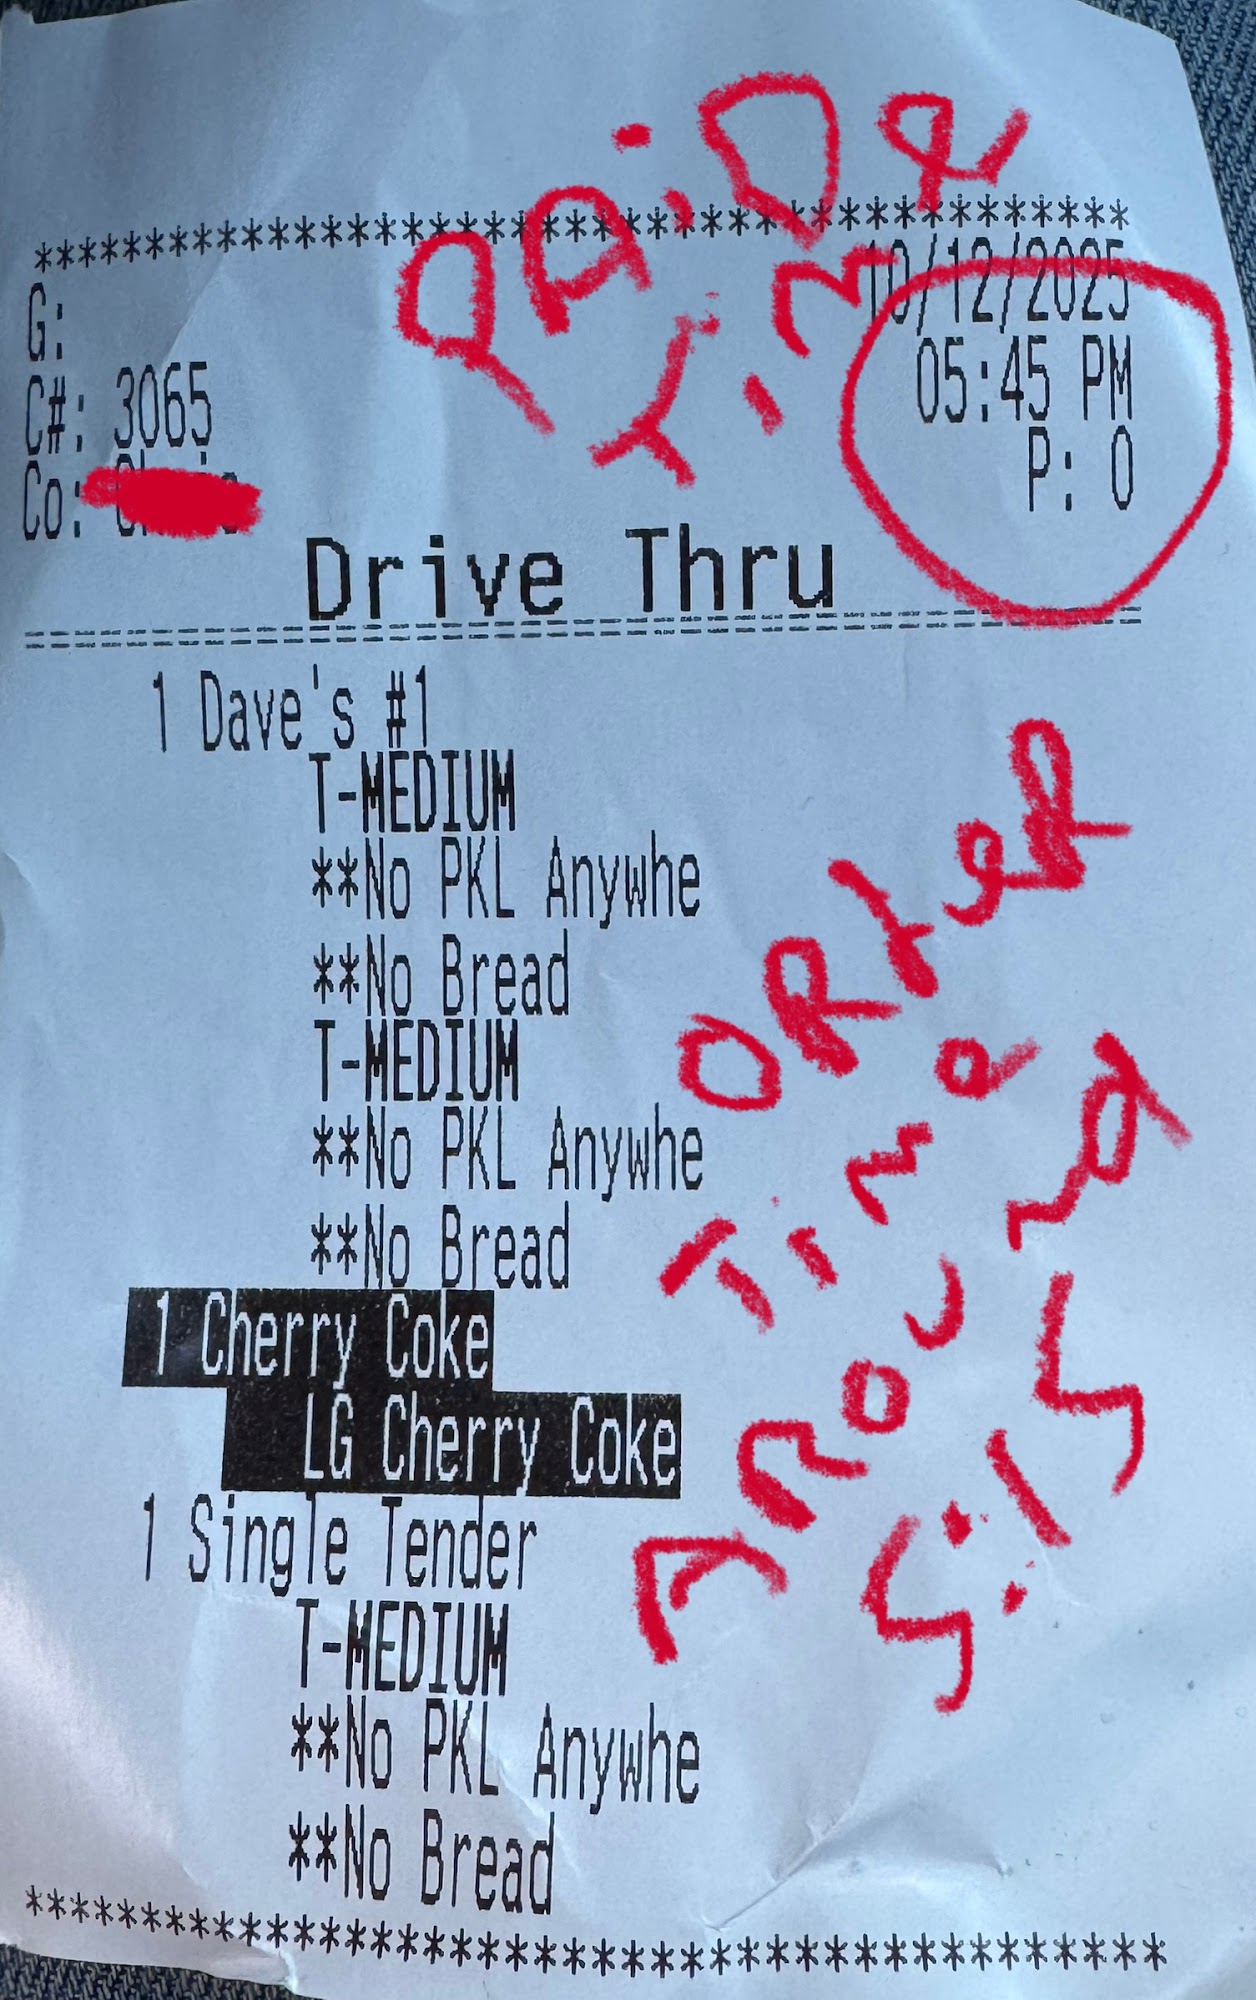 PAiD @
Tim
***************************************
10/12/2025
G:
05:45 PM
C#: 3065
P: 0
Co:
Drive Thru
1 Dave's #1
T-MEDIUM
**No PKL Anywhe
**No Bread
T-MEDIUM
**No PKL Anywhe
**No Bread
1 Cherry Coke
LG Cherry Coke
1 Single Tender
T-MEDIUM
**No PKL Anywhe
**No Bread
ORdeR
Time
AROUNd
5:15
***************************************